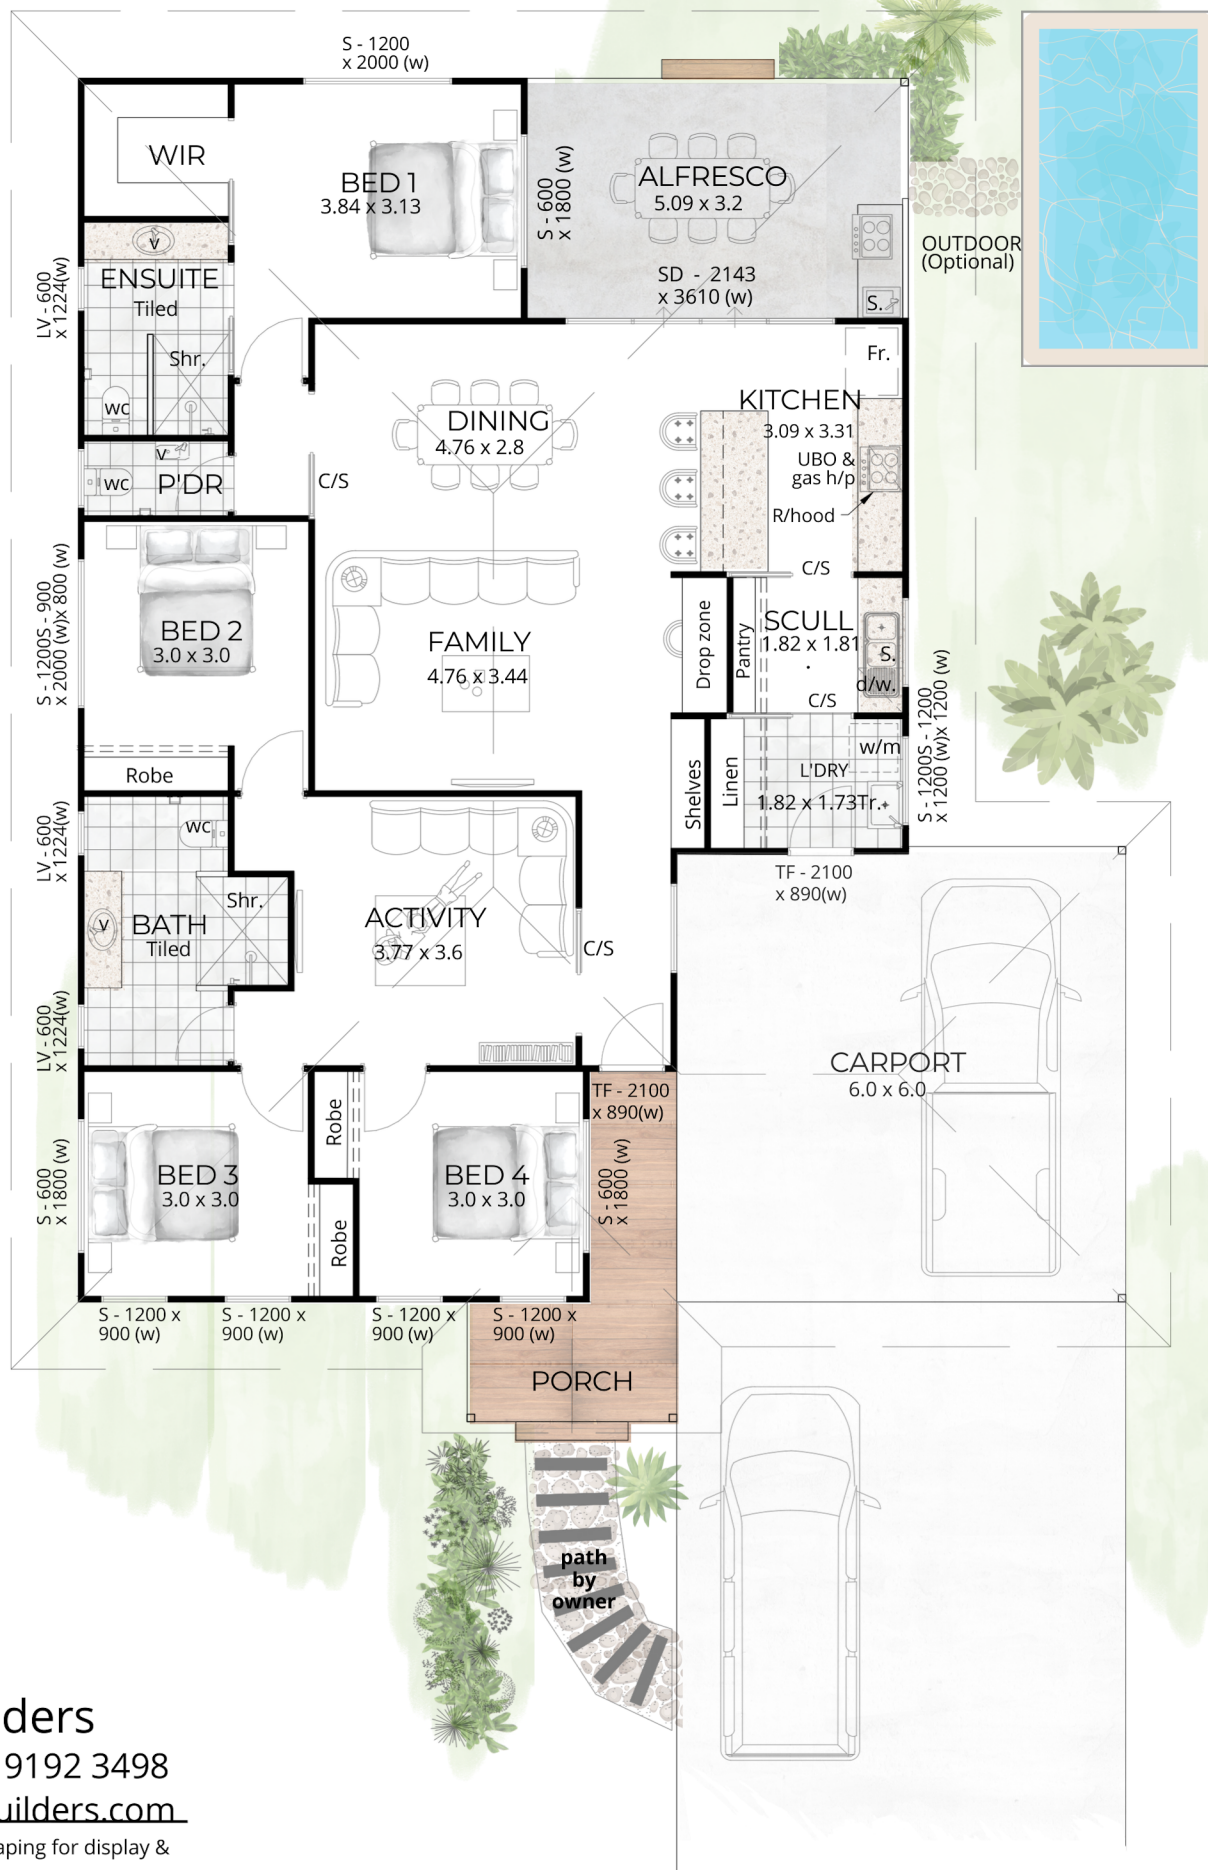 S - 1200
x 2000 (w)
WIR
BED 1
3.84 x 3.13
S - 600
x 1800 (w)
ALFRESCO
5.09 x 3.2
SD - 2143
x 3610 (w)
S.
OUTDOOR
(Optional)
V
ENSUITE
Tiled
LV - 600
x 1224(w)
Shr.
wc
Fr.
KITCHEN
3.09 x 3.31
UBO &
gas h/p
R/hood
DINING
4.76 x 2.8
V
wc
P'DR
C/S
C/S
S - 1200S - 900
x 2000 (w)x 800 (w)
BED 2
3.0 x 3.0
FAMILY
4.76 x 3.44
Drop zone
Pantry
SCULL
1.82 x 1.81
S.
d/w.
C/S
S - 1200S - 1200
x 1200 (w)x 1200 (w)
Robe
Shelves
Linen
w/m
L'DRY
1.82 x 1.73Tr.
LV - 600
x 1224(w)
wc
Shr.
V
BATH
Tiled
ACTIVITY
3.77 x 3.6
C/S
TF - 2100
x 890(w)
LV - 600
x 1224(w)
CARPORT
6.0 x 6.0
TF - 2100
x 890(w)
Robe
S - 600
x 1800 (w)
BED 3
3.0 x 3.0
Robe
BED 4
3.0 x 3.0
S - 600
x 1800 (w)
S - 1200 x
900 (w)
S - 1200 x
900 (w)
S - 1200 x
900 (w)
S - 1200 x
900 (w)
PORCH
path
by
owner
ders
9192 3498
uilders.com
aping for display &